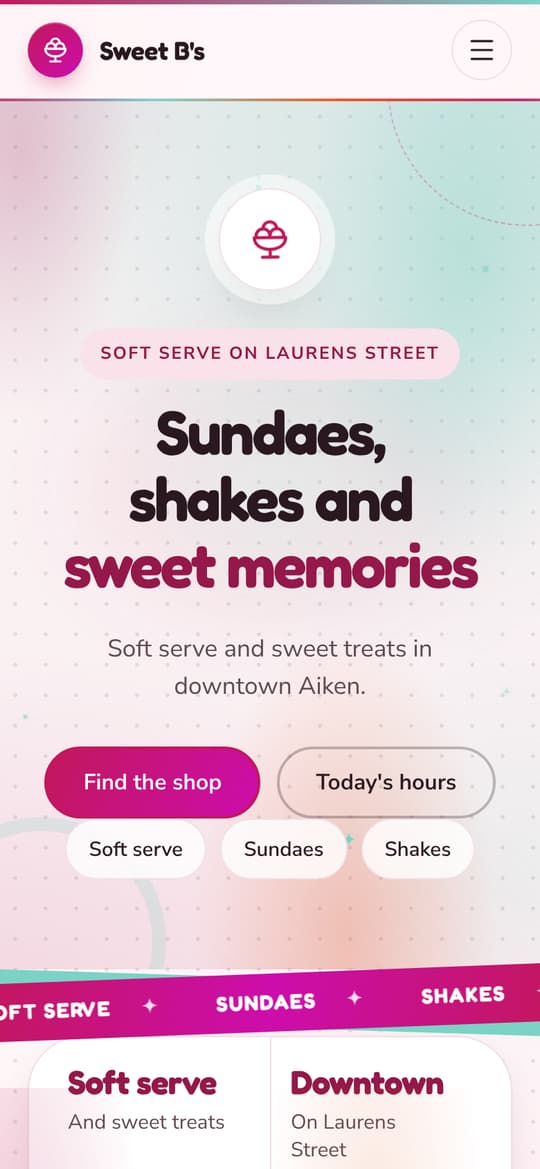 Sweet B's
SOFT SERVE ON LAURENS STREET
Sundaes,
shakes and
sweet memories
Soft serve and sweet treats in
downtown Aiken.
Find the shop
Today's hours
Soft serve
Sundaes
Shakes
OFT SERVE ✦ SUNDAES ✦ SHAKES
Soft serve
And sweet treats
Downtown
On Laurens
Street